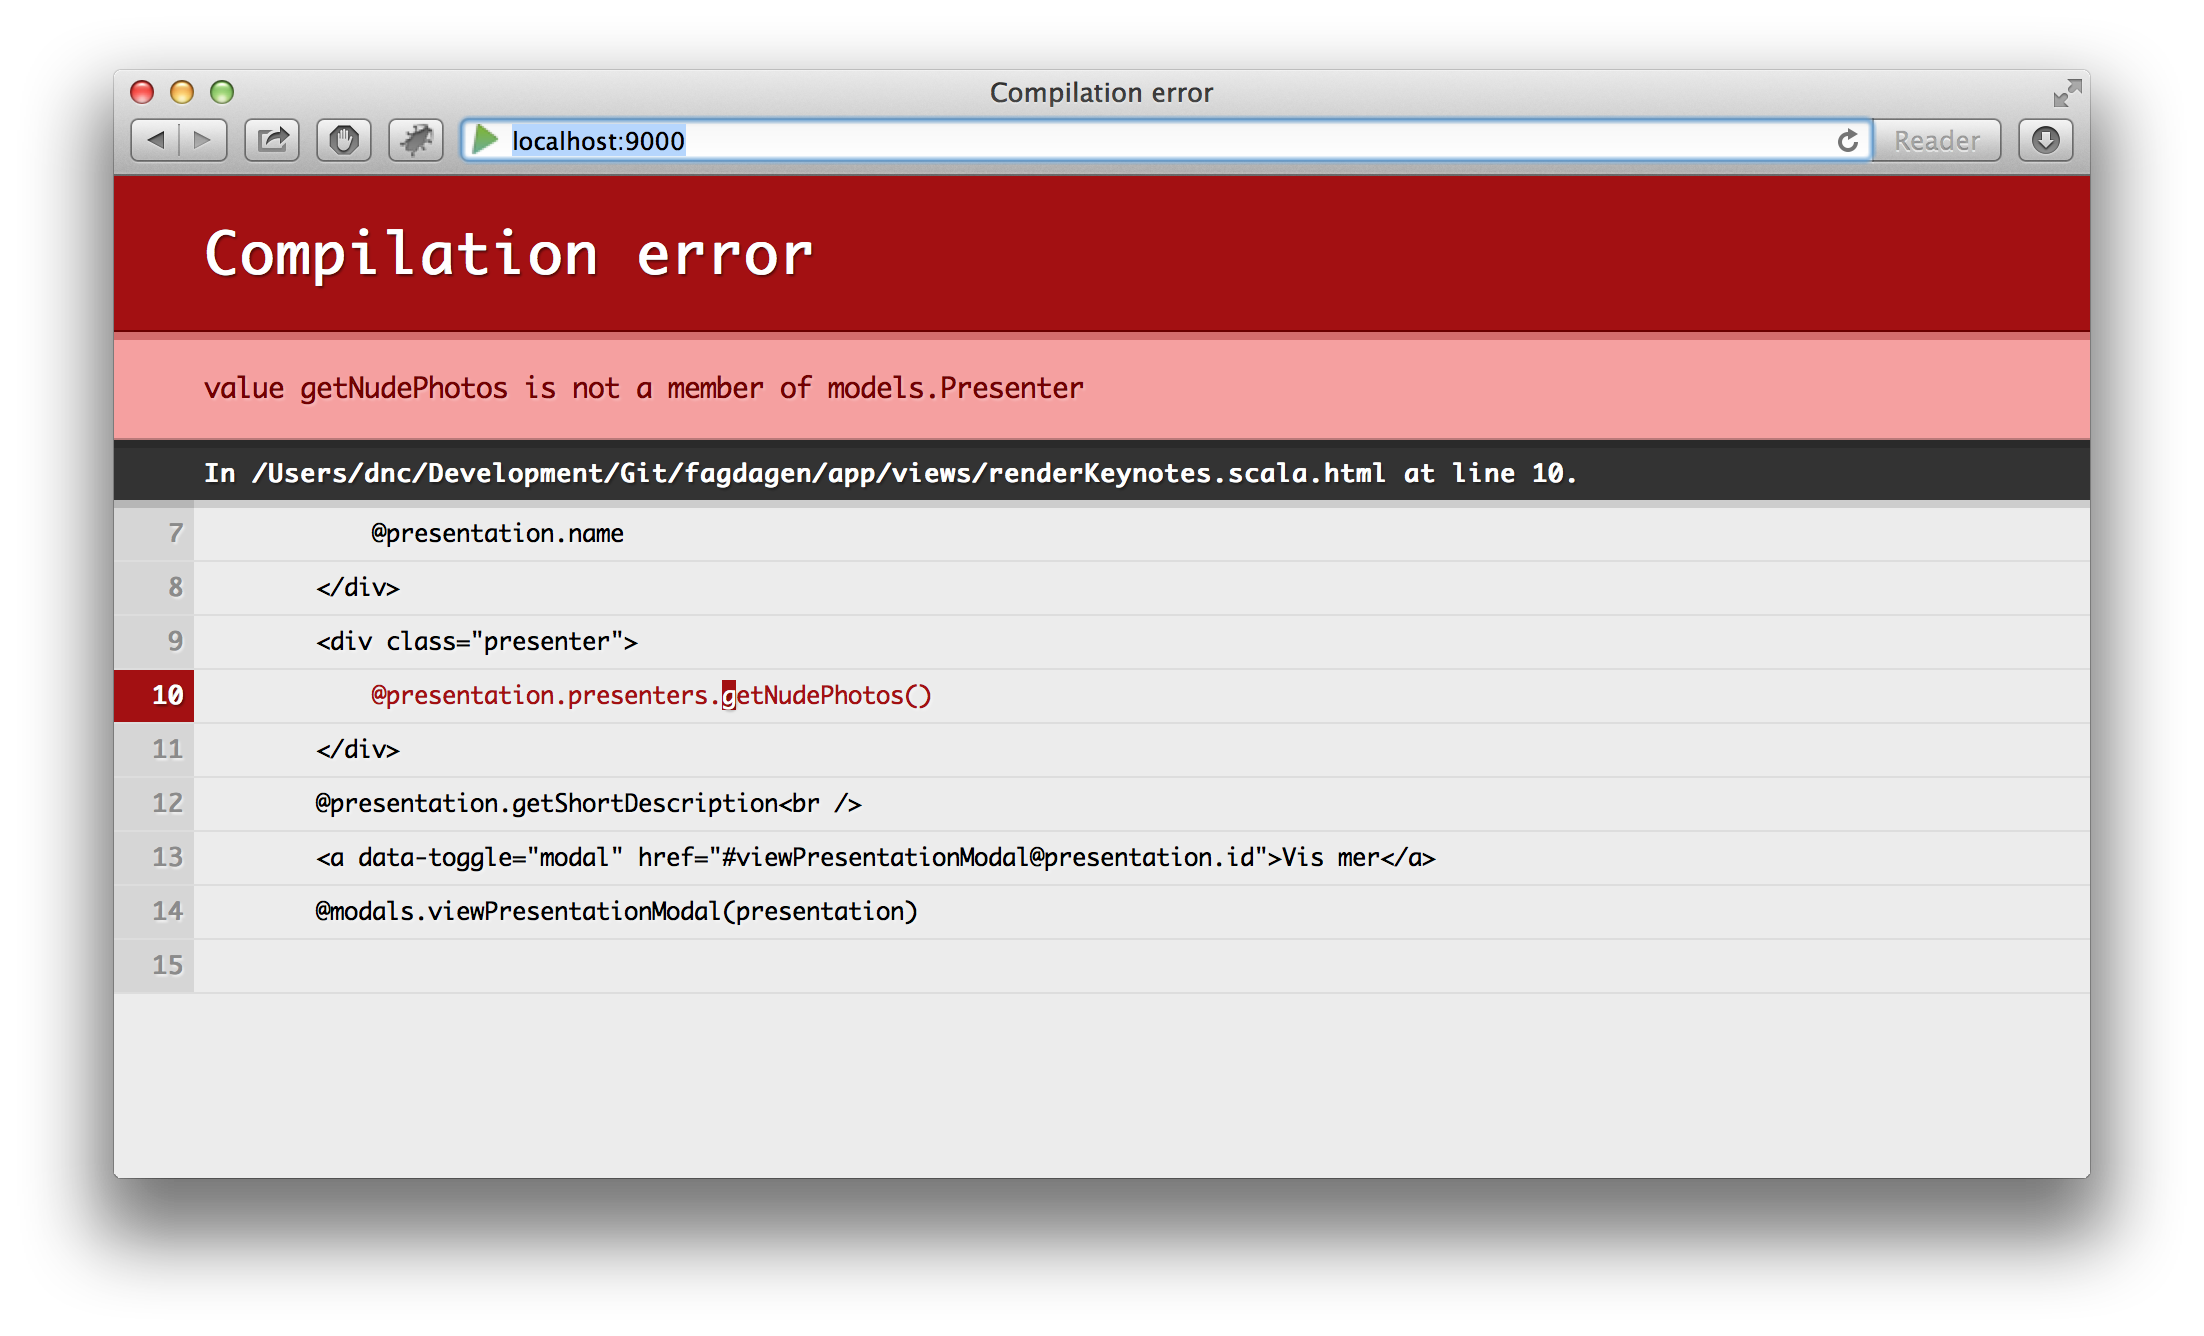 Compilation error
localhost:9000
Reader
Compilation error
value getNudePhotos is not a member of models.Presenter
In /Users/dnc/Development/Git/fagdagen/app/views/renderKeynotes.scala.html at line 10.
7 @presentation.name
8 </div>
9 <div class="presenter">
10 @presentation.presenters.getNudePhotos()
11 </div>
12 @presentation.getShortDescription<br />
13 <a data-toggle="modal" href="#viewPresentationModal@presentation.id">Vis mer</a>
14 @modals.viewPresentationModal(presentation)
15